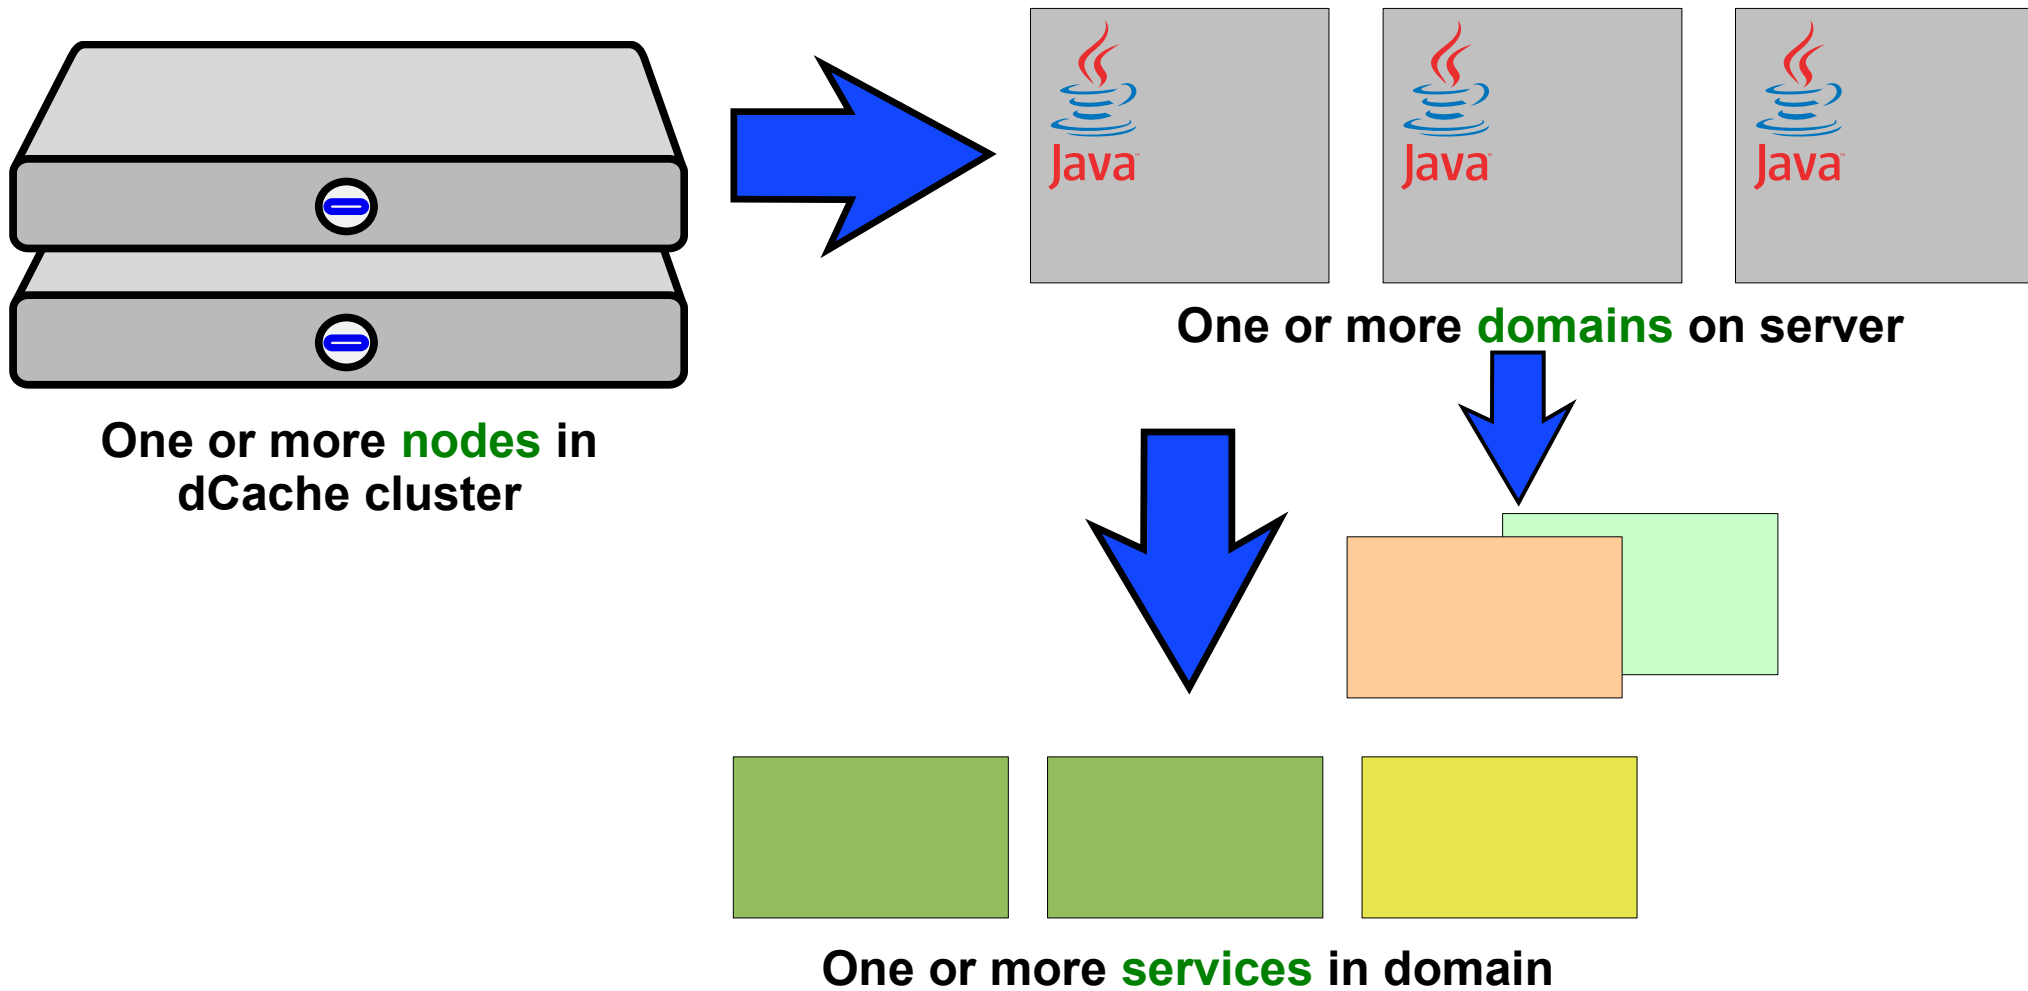 Java
Java
Java
One or more domains on server
One or more nodes in
dCache cluster
One or more services in domain